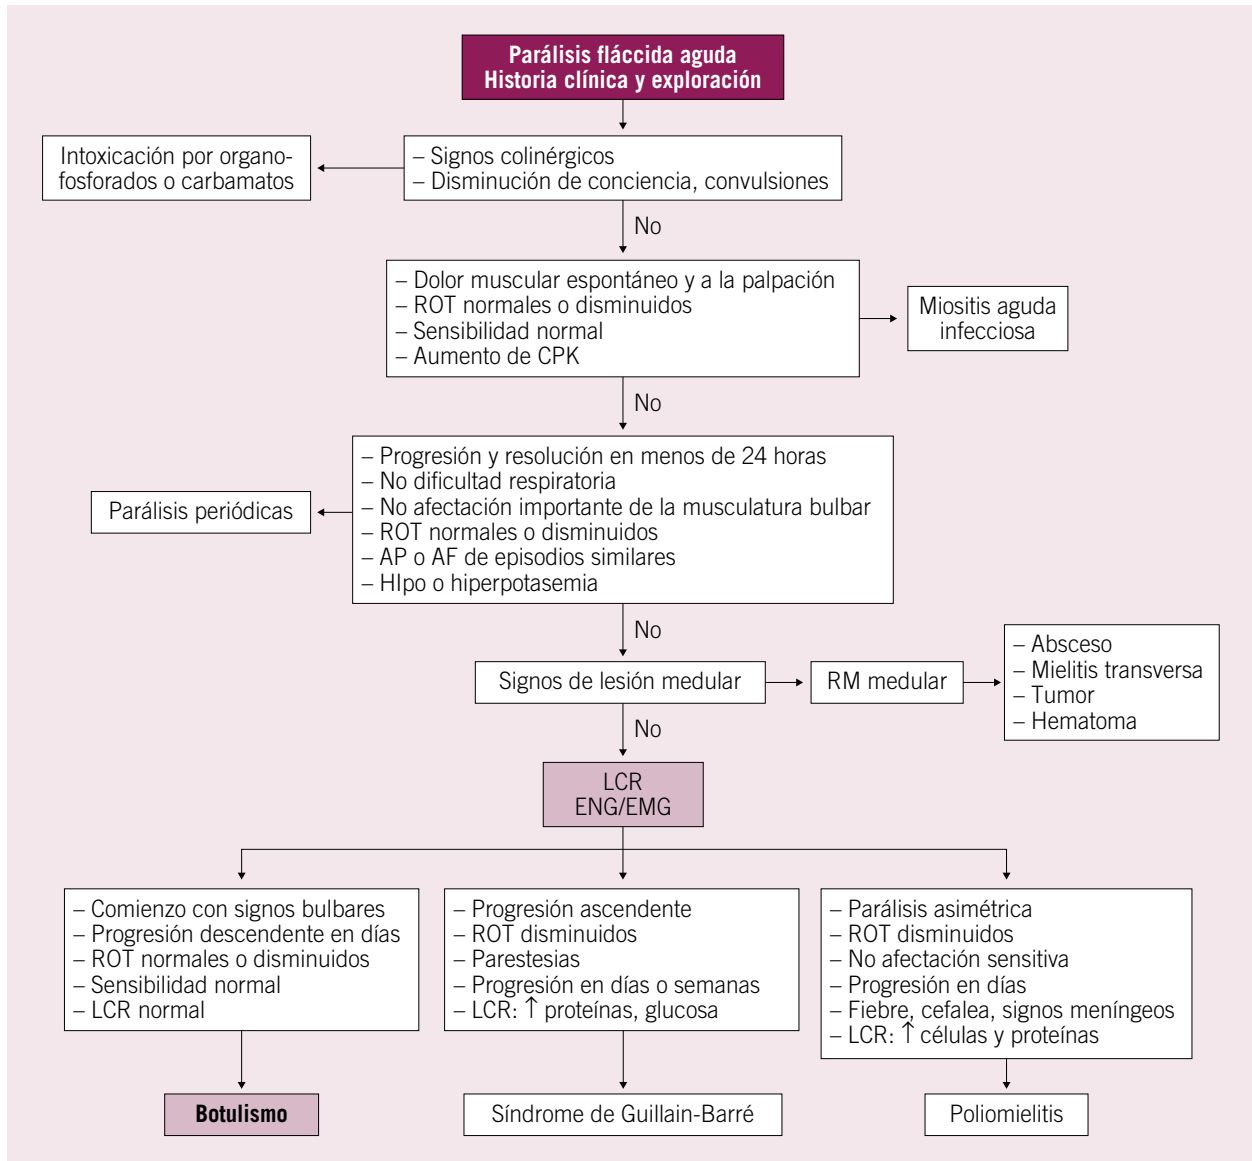 Parálisis fláccida aguda
Historia clínica y exploración
Intoxicación por organo-
fosforados o carbamatos
– Signos colinérgicos
– Disminución de conciencia, convulsiones
No
– Dolor muscular espontáneo y a la palpación
– ROT normales o disminuidos
– Sensibilidad normal
– Aumento de CPK
Miositis aguda
infecciosa
No
Parálisis periódicas
– Progresión y resolución en menos de 24 horas
– No dificultad respiratoria
– No afectación importante de la musculatura bulbar
– ROT normales o disminuidos
– AP o AF de episodios similares
– HIpo o hiperpotasemia
No
Signos de lesión medular
RM medular
– Absceso
– Mielitis transversa
– Tumor
– Hematoma
No
LCR
ENG/EMG
– Comienzo con signos bulbares
– Progresión descendente en días
– ROT normales o disminuidos
– Sensibilidad normal
– LCR normal
– Progresión ascendente
– ROT disminuidos
– Parestesias
– Progresión en días o semanas
– LCR: ↑ proteínas, glucosa
– Parálisis asimétrica
– ROT disminuidos
– No afectación sensitiva
– Progresión en días
– Fiebre, cefalea, signos meníngeos
– LCR: ↑ células y proteínas
Botulismo
Síndrome de Guillain-Barré
Poliomielitis